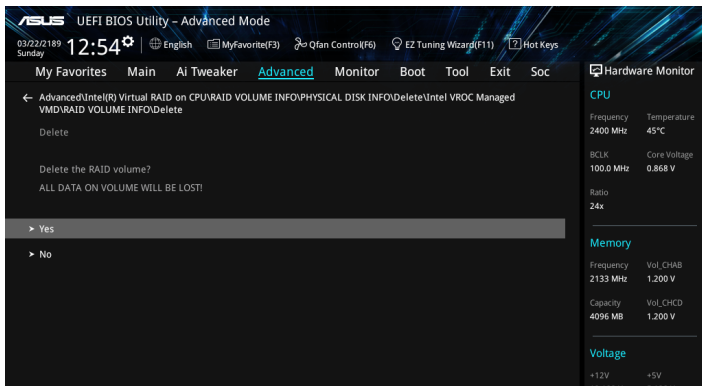 ASUS UEFI BIOS Utility – Advanced Mode
03/22/2189 Sunday 12:54 English MyFavorite(F3) Qfan Control(F6) EZ Tuning Wizard(F11) ? Hot Keys
My Favorites Main Ai Tweaker Advanced Monitor Boot Tool Exit Soc
Advanced\Intel(R) Virtual RAID on CPU\RAID VOLUME INFO\PHYSICAL DISK INFO\Delete\Intel VROC Managed
VMD\RAID VOLUME INFO\Delete
Delete
Delete the RAID volume?
ALL DATA ON VOLUME WILL BE LOST!
Yes
No
Hardware Monitor
CPU
Frequency Temperature
2400 MHz 45°C
BCLK Core Voltage
100.0 MHz 0.868 V
Ratio
24x
Memory
Frequency Vol_CHAB
2133 MHz 1.200 V
Capacity Vol_CHCD
4096 MB 1.200 V
Voltage
+12V +5V